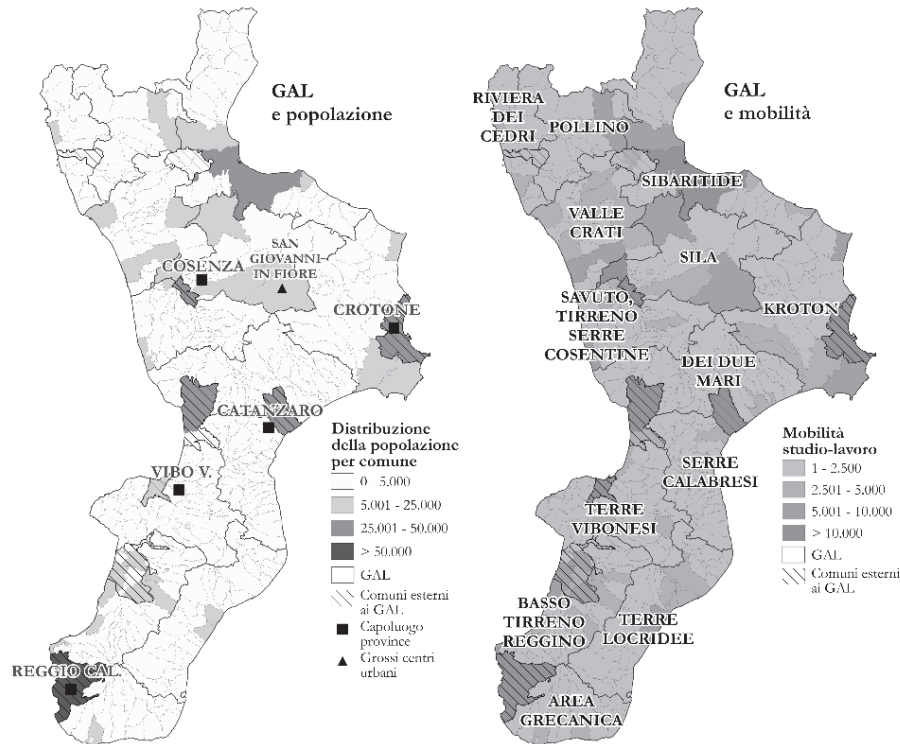 GAL
e popolazione
COSENZA
SAN
GIOVANNI
IN FIORE
CROTONE
CATANZARO
VIBO V.
REGGIO CAL.
Distribuzione
della popolazione
per comune
0 - 5.000
5.001 - 25.000
25.001 - 50.000
> 50.000
GAL
Comuni esterni
ai GAL
Capoluogo
province
Grossi centri
urbani
GAL
e mobilità
RIVIERA
DEI
CEDRI
POLLINO
SIBARITIDE
VALLE
CRATI
SILA
SAVUTO,
TIRRENO
SERRE
COSENTINE
KROTON
DEI DUE
MARI
SERRE
CALABRESI
TERRE
VIBONESI
BASSO
TIRRENO
REGGINO
TERRE
LOCRIDEE
AREA
GRECANICA
Mobilità
studio-lavoro
1 - 2.500
2.501 - 5.000
5.001 - 10.000
> 10.000
GAL
Comuni esterni
ai GAL